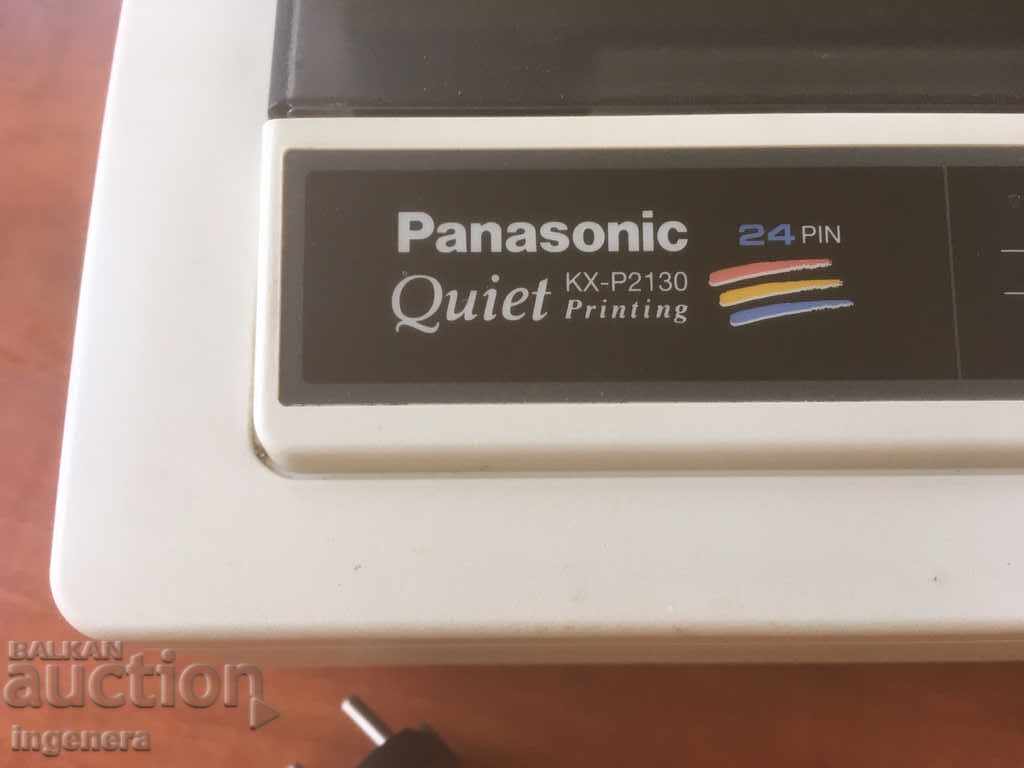 Panasonic 24 PIN
Quiet KX-P2130
Printing
BALKAN
auction
ingenera